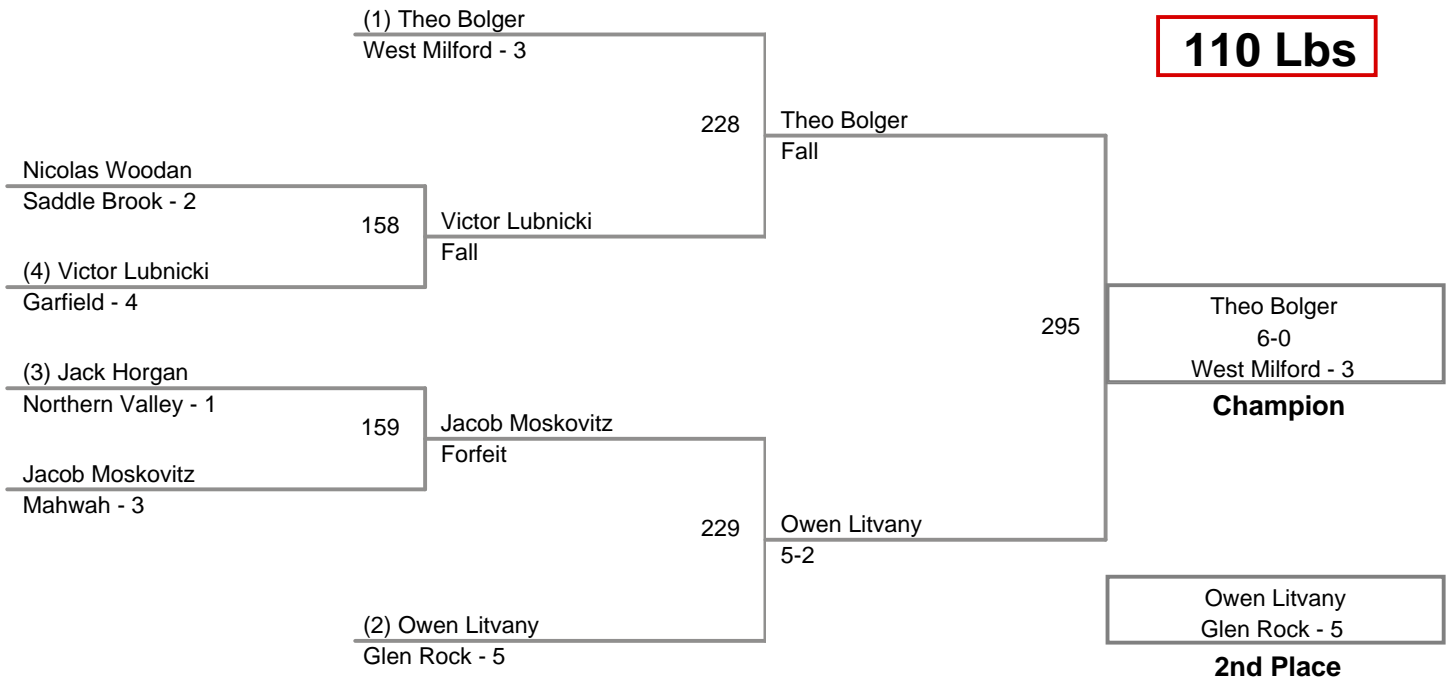 (1) Theo Bolger
West Milford - 3
110 Lbs
228
Theo Bolger
Fall
Nicolas Woodan
Saddle Brook - 2
158
Victor Lubnicki
Fall
(4) Victor Lubnicki
Garfield - 4
295
Theo Bolger
6-0
West Milford - 3
Champion
(3) Jack Horgan
Northern Valley - 1
159
Jacob Moskovitz
Forfeit
Jacob Moskovitz
Mahwah - 3
229
Owen Litvany
5-2
(2) Owen Litvany
Glen Rock - 5
Owen Litvany
Glen Rock - 5
2nd Place